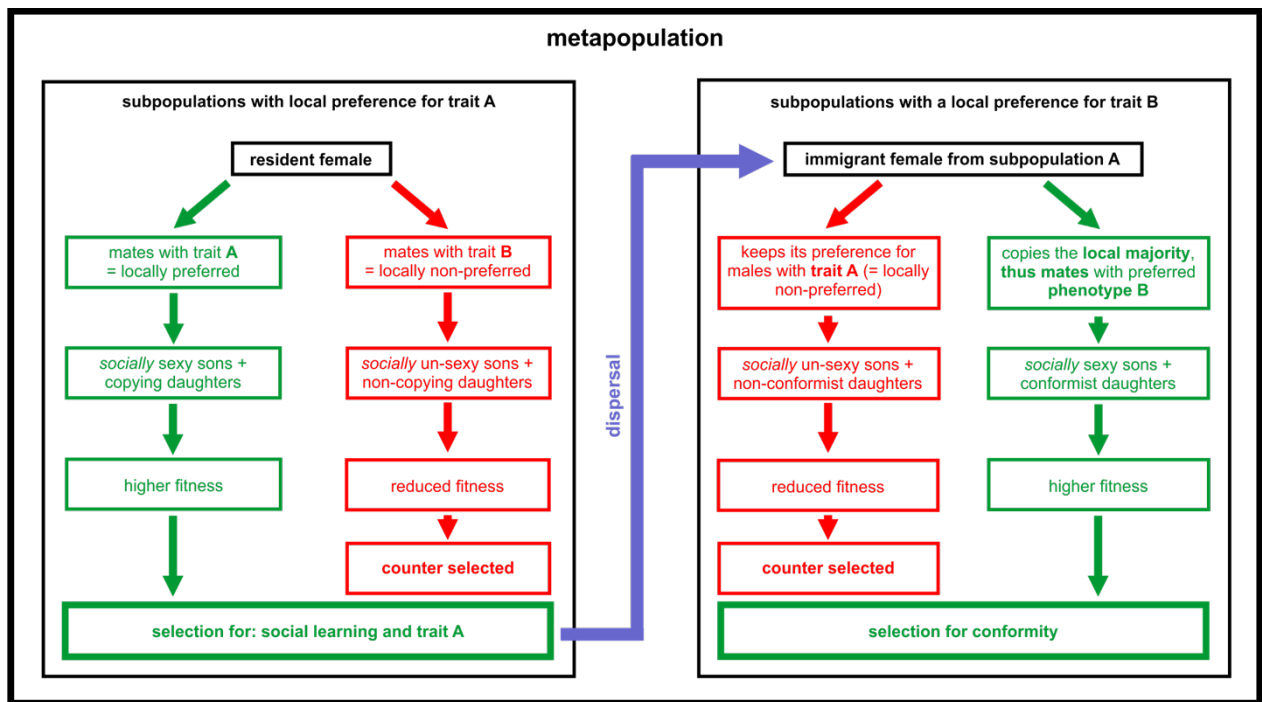 metapopulation
subpopulations with local preference for trait A
resident female
mates with trait A
= locally preferred
mates with trait B
= locally non-preferred
socially sexy sons +
copying daughters
socially un-sexy sons +
non-copying daughters
higher fitness
reduced fitness
counter selected
selection for: social learning and trait A
dispersal
subpopulations with a local preference for trait B
immigrant female from subpopulation A
keeps its preference for
males with trait A (= locally
non-preferred)
copies the local majority,
thus mates with preferred
phenotype B
socially un-sexy sons +
non-conformist daughters
socially sexy sons +
conformist daughters
reduced fitness
higher fitness
counter selected
selection for conformity